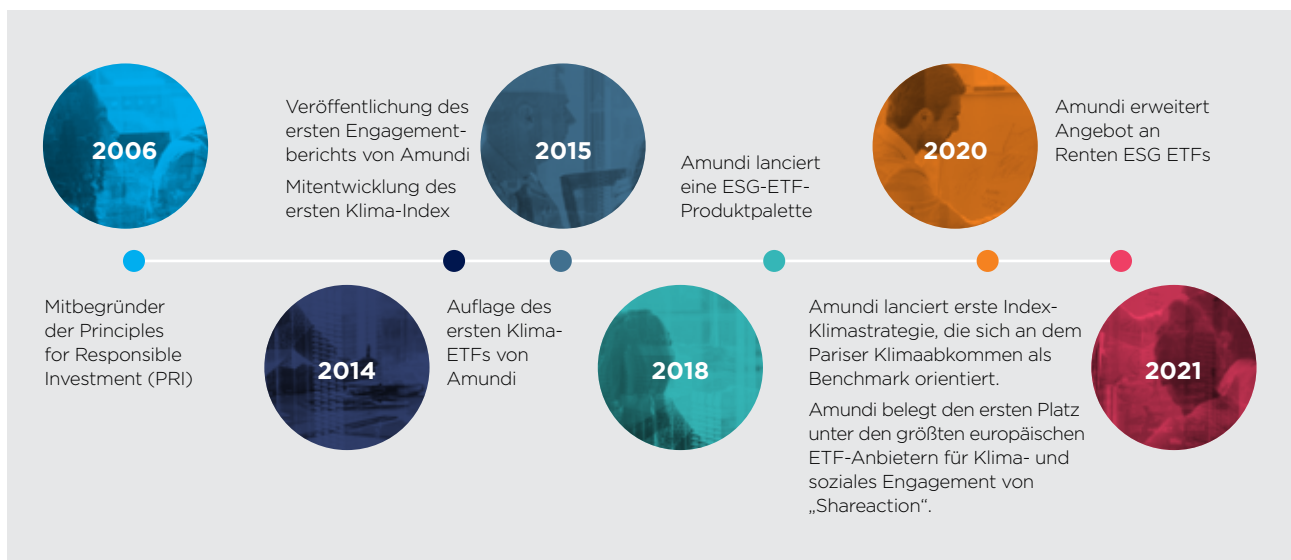 2006
Mitbegründer
der Principles
for Responsible
Investment (PRI)
Veröffentlichung des
ersten Engagement-
berichts von Amundi
Mitentwicklung des
ersten Klima-Index
2014
2015
Auflage des
ersten Klima-
ETFs von
Amundi
Amundi lanciert
eine ESG-ETF-
Produktpalette
2018
2020
Amundi lanciert erste Index-
Klimastrategie, die sich an dem
Pariser Klimaabkommen als
Benchmark orientiert.
Amundi belegt den ersten Platz
unter den größten europäischen
ETF-Anbietern für Klima- und
soziales Engagement von
„Shareaction“.
Amundi erweitert
Angebot an
Renten ESG ETFs
2021